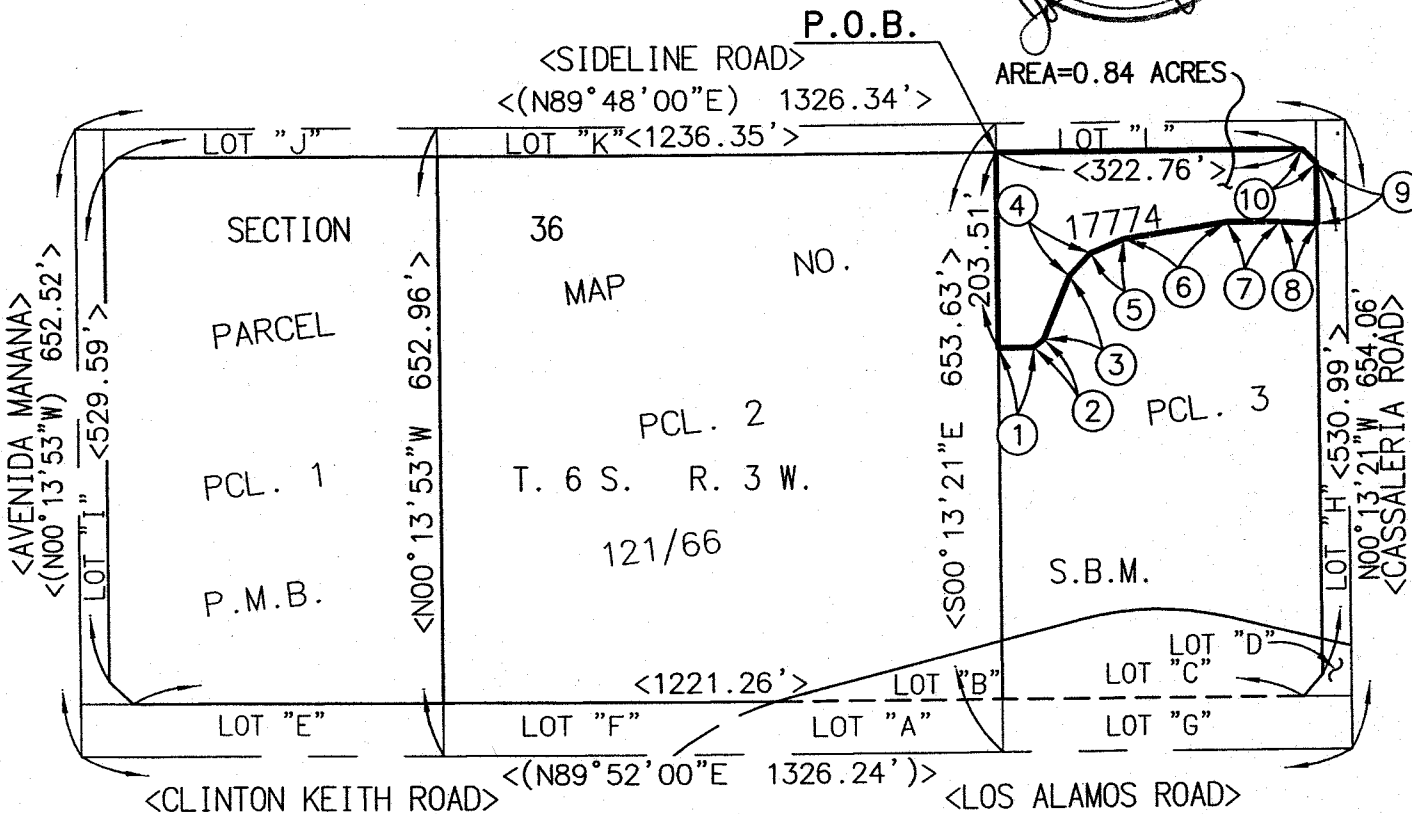 P.O.B.
<SIDELINE ROAD>
AREA=0.84 ACRES
<(N89°48'00"E) 1326.34'>
LOT "J"
LOT "K"
<1236.35'>
LOT "L"
<322.76'>
9
10
4
17774
SECTION 36
203.51'
MAP
NO.
PARCEL
5
6
7
8
3
2
1
<AVENIDA MANANA>
<(N00°13'53"W) 652.52'>
<529.59'>
<N00°13'53"W 652.96'>
<S00°13'21"E 653.63'>
PCL. 2
PCL. 3
PCL. 1
T. 6 S. R. 3 W.
121/66
LOT "I"
P.M.B.
S.B.M.
LOT "H"
<530.99'>
N00°13'21"W 654.06'
<CASSALERIA ROAD>
LOT "D"
<1221.26'>
LOT "B"
LOT "C"
LOT "E"
LOT "F"
LOT "A"
LOT "G"
<(N89°52'00"E 1326.24')>
<CLINTON KEITH ROAD>
<LOS ALAMOS ROAD>